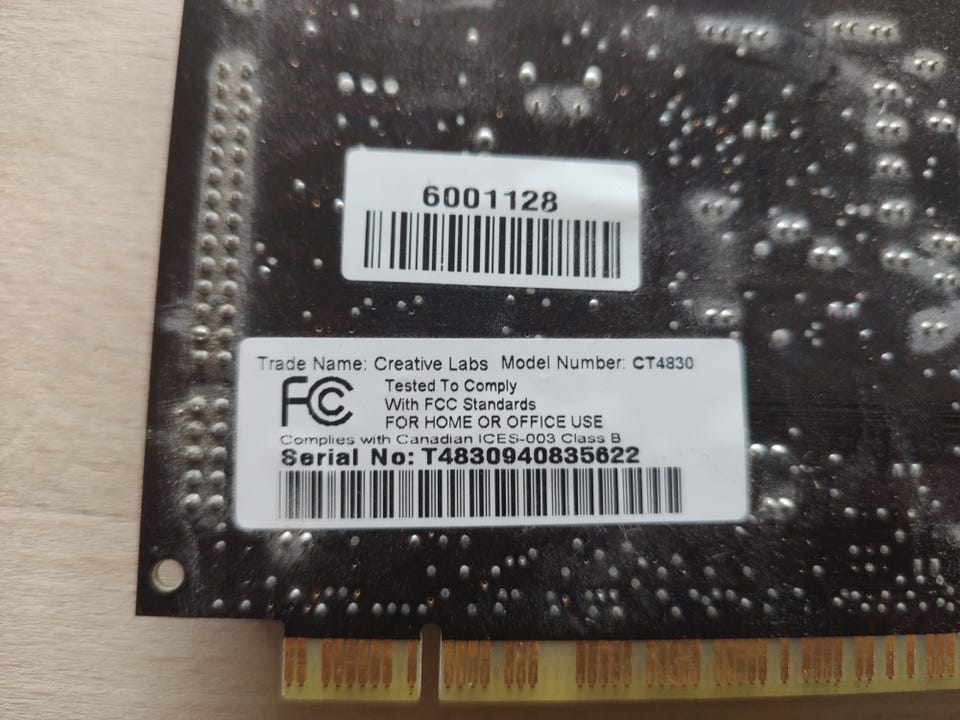 6001128
Trade Name: Creative Labs Model Number: CT4830
FC Tested To Comply
With FCC Standards
FOR HOME OR OFFICE USE
Complies with Canadian ICES-003 Class B
Serial No: T4830940835622